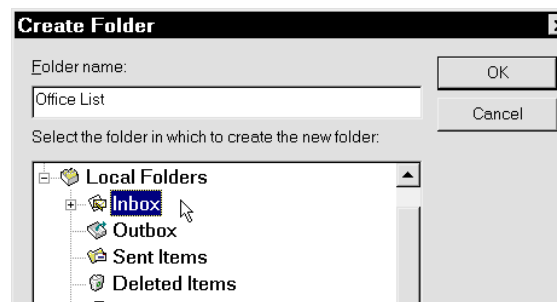 Create Folder
Folder name:
OK
Office List
Cancel
Select the folder in which to create the new folder:
Local Folders
Inbox
Outbox
Sent Items
Deleted Items